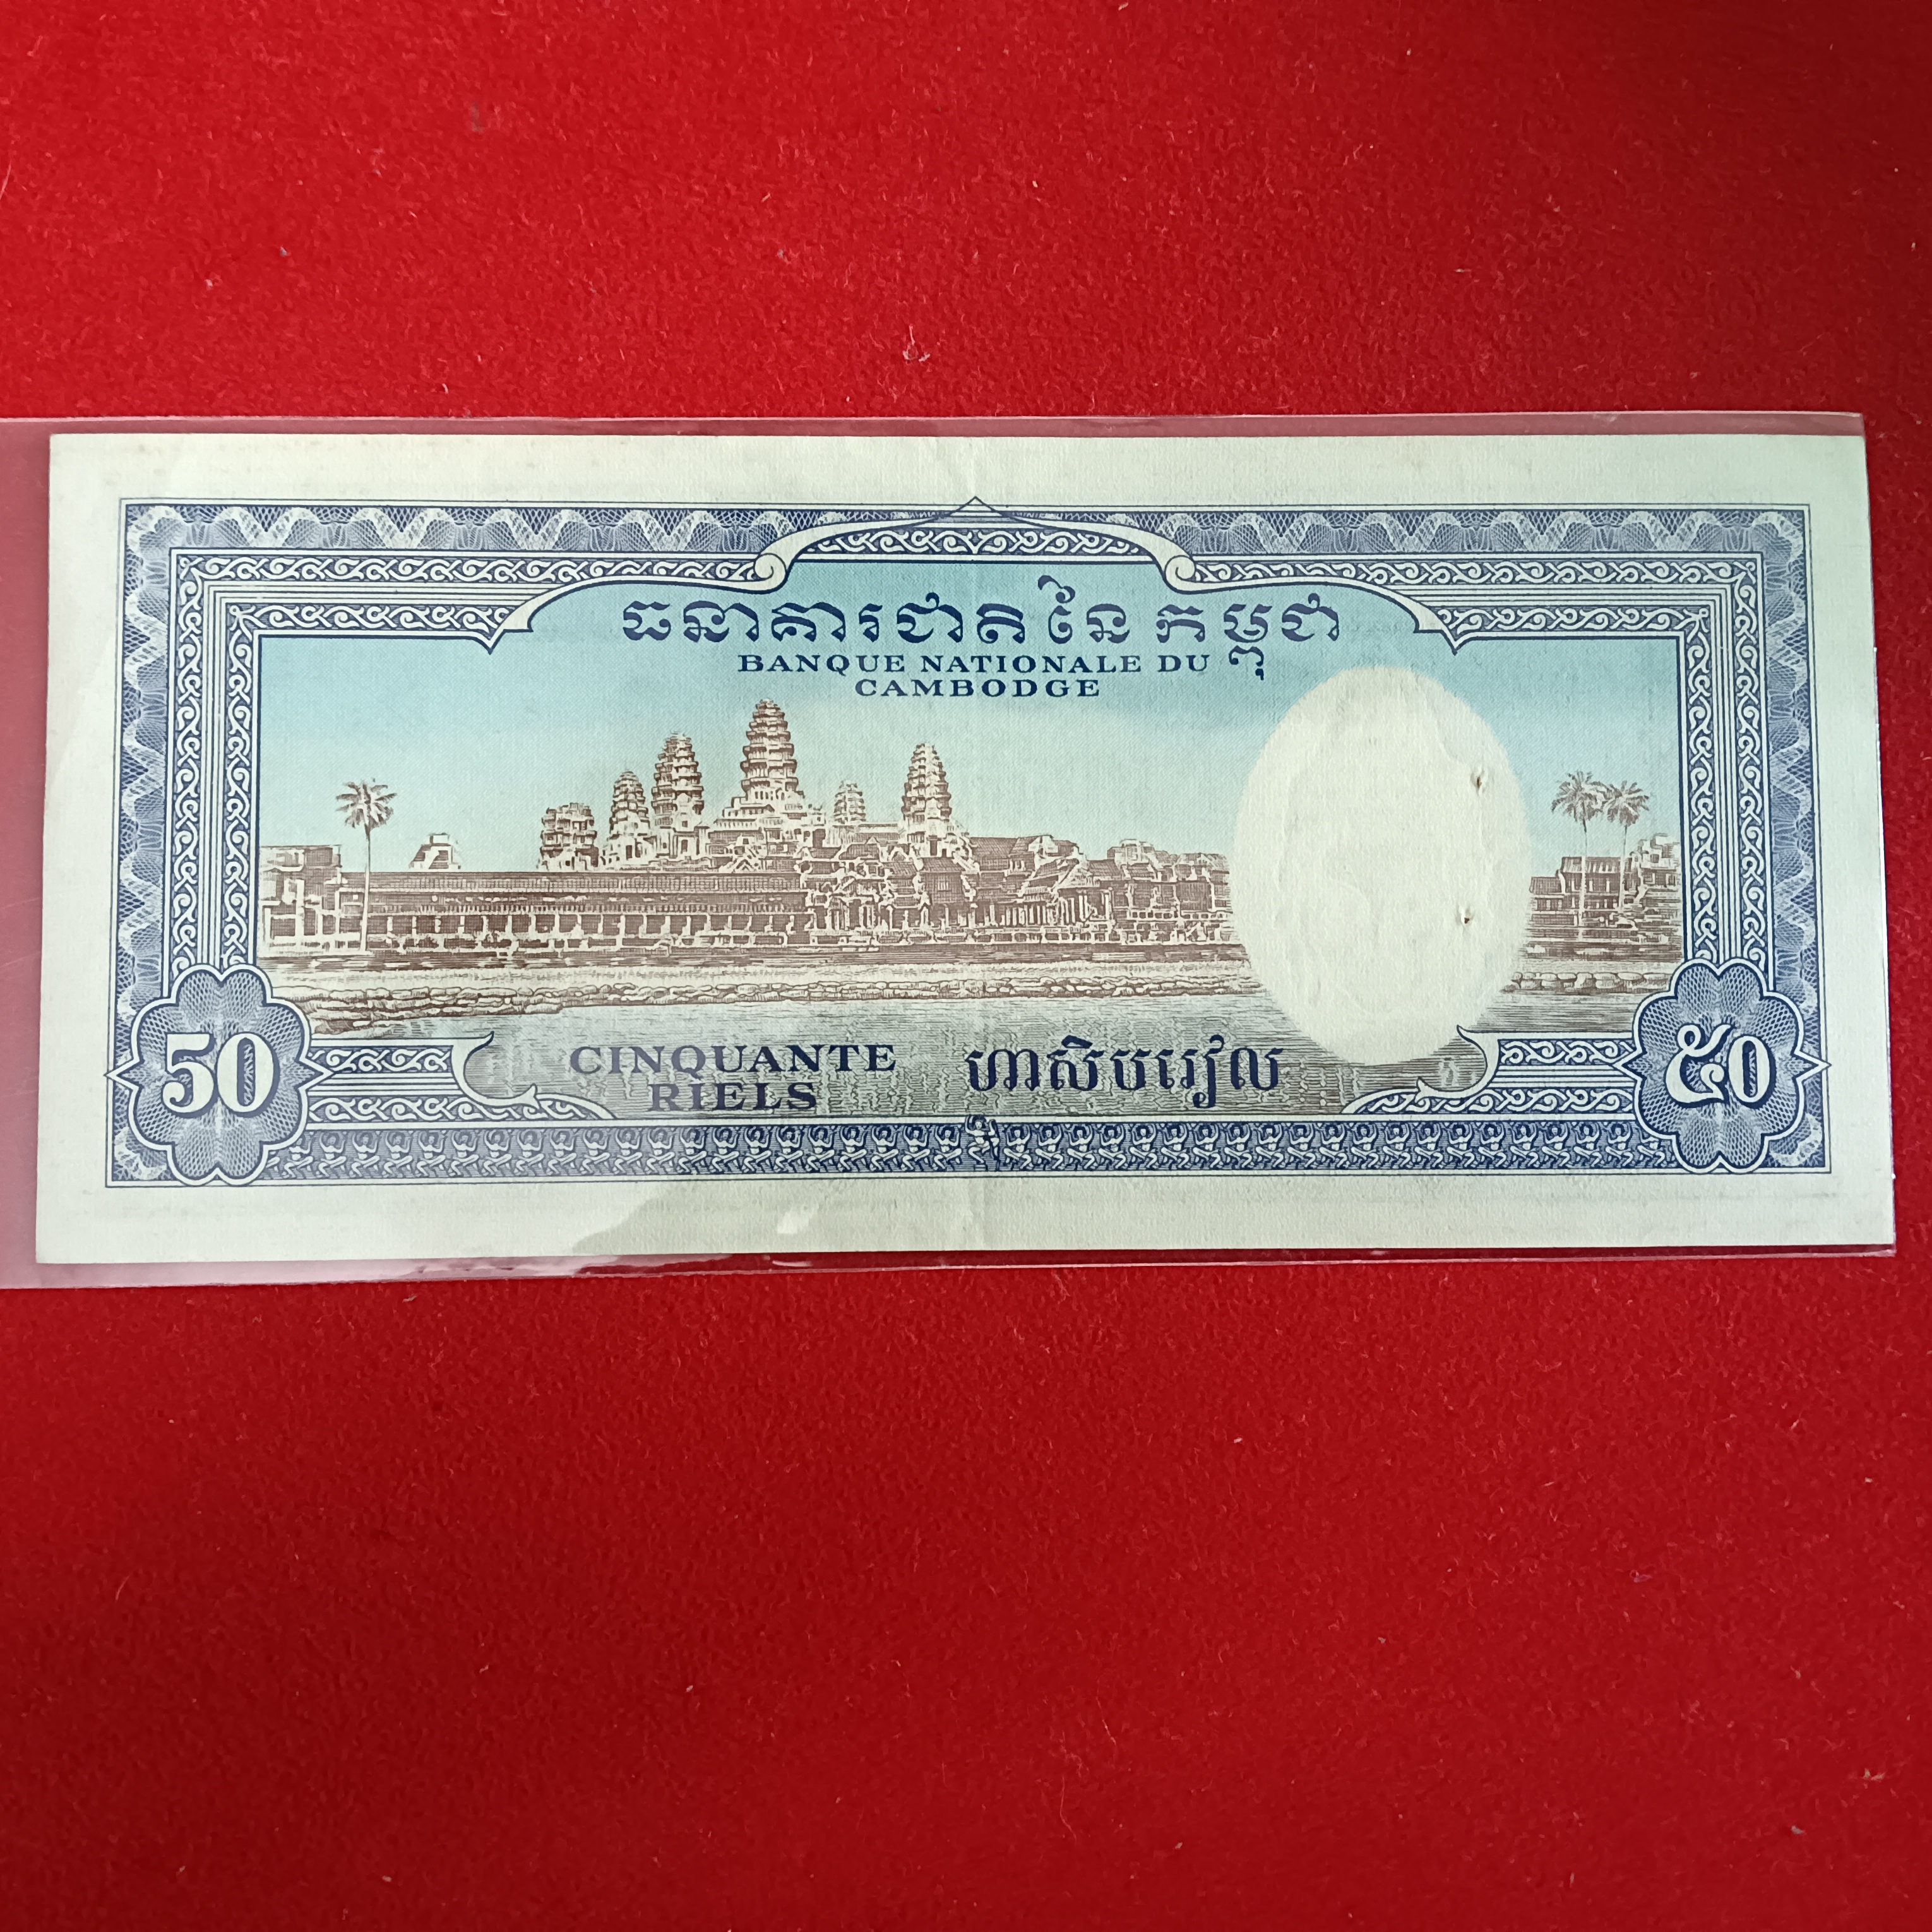 ធនាគារជាតិនៃកម្ពុជា
BANQUE NATIONALE DU
CAMBODGE
CINQUANTE
RIELS
ហាសិបរៀល
50
៥០